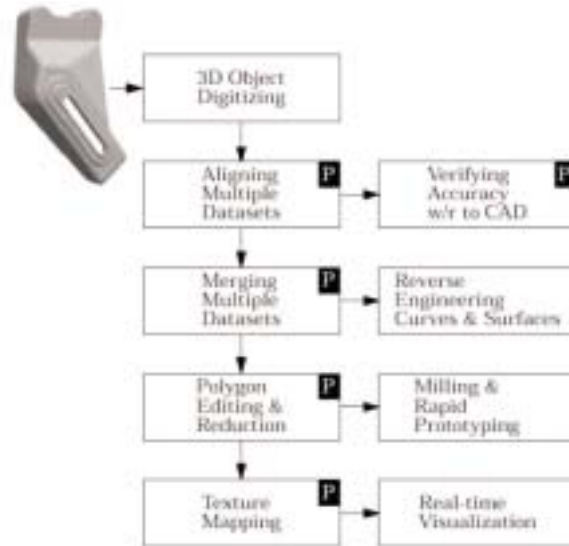 3D Object
Digitizing
Aligning
Multiple
Datasets
P
Verifying
Accuracy
w/r to CAD
P
Merging
Multiple
Datasets
P
Reverse
Engineering
Curves & Surfaces
Polygon
Editing &
Reduction
P
Milling &
Rapid
Prototyping
Texture
Mapping
P
Real-time
Visualization